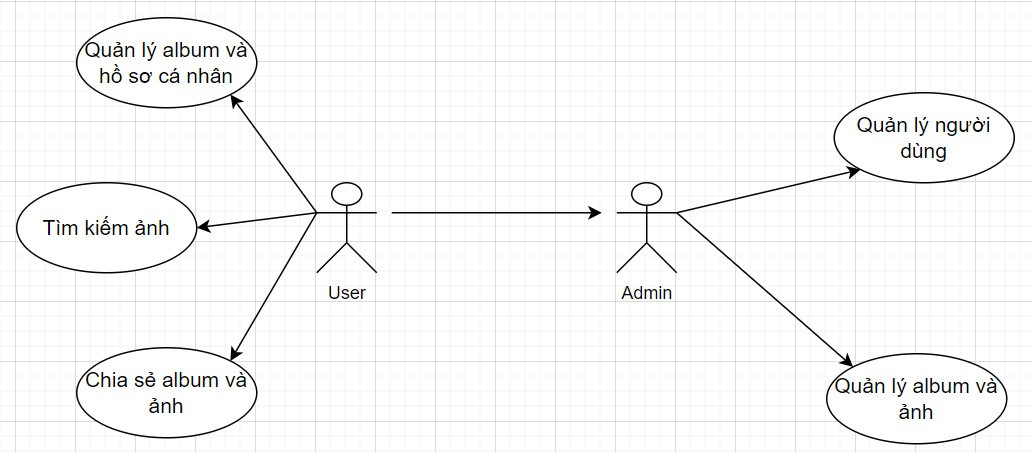 Quản lý album và
hồ sơ cá nhân
Quản lý người
dùng
Tìm kiếm ảnh
User
Admin
Chia sẻ album và
ảnh
Quản lý album và
ảnh